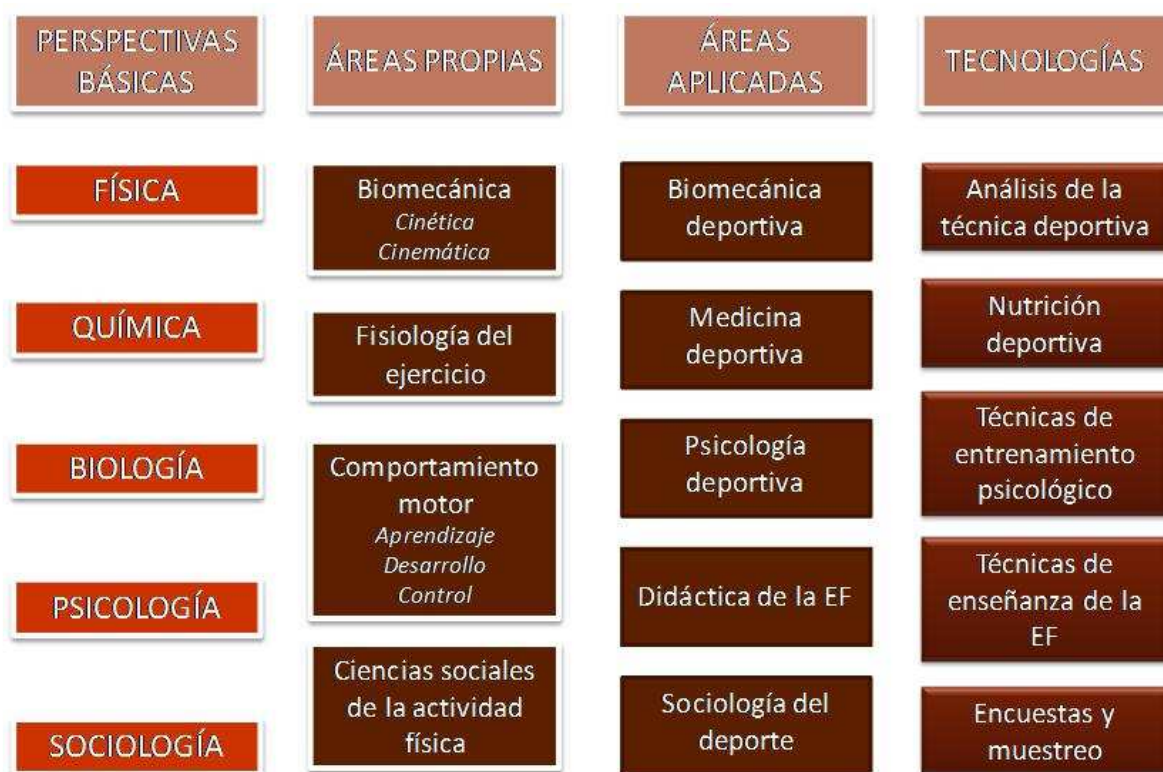 PERSPECTIVAS
BÁSICAS
ÁREAS PROPIAS
ÁREAS
APLICADAS
TECNOLOGÍAS
FÍSICA
QUÍMICA
BIOLOGÍA
PSICOLOGÍA
SOCIOLOGÍA
Biomecánica
Cinética
Cinemática
Fisiología del
ejercicio
Comportamiento
motor
Aprendizaje
Desarrollo
Control
Ciencias sociales
de la actividad
física
Biomecánica
deportiva
Medicina
deportiva
Psicología
deportiva
Didáctica de la EF
Sociología del
deporte
Análisis de la
técnica deportiva
Nutrición
deportiva
Técnicas de
entrenamiento
psicológico
Técnicas de
enseñanza de la
EF
Encuestas y
muestreo